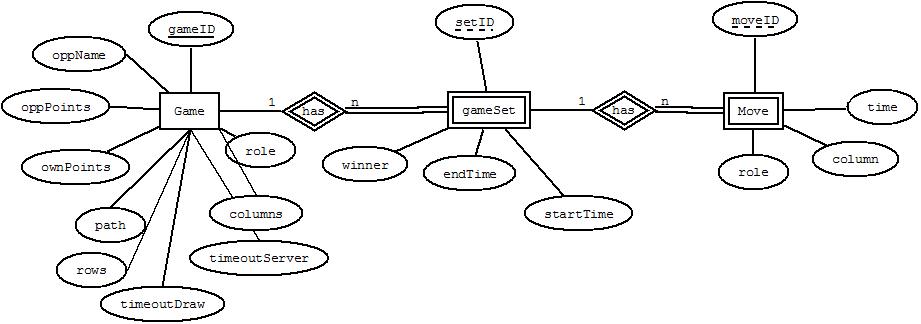 gameID
setID
moveID
oppName
oppPoints
Game
1
has
n
gameSet
1
has
n
Move
time
ownPoints
role
winner
endTime
role
column
path
columns
startTime
rows
timeoutServer
timeoutDraw